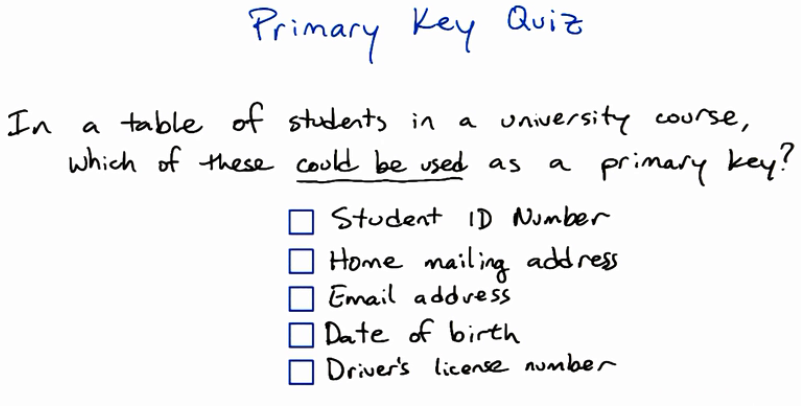 Primary Key Quiz
In a table of students in a university course,
which of these could be used as a primary key?
Student ID Number
Home mailing address
Email address
Date of birth
Driver's license number